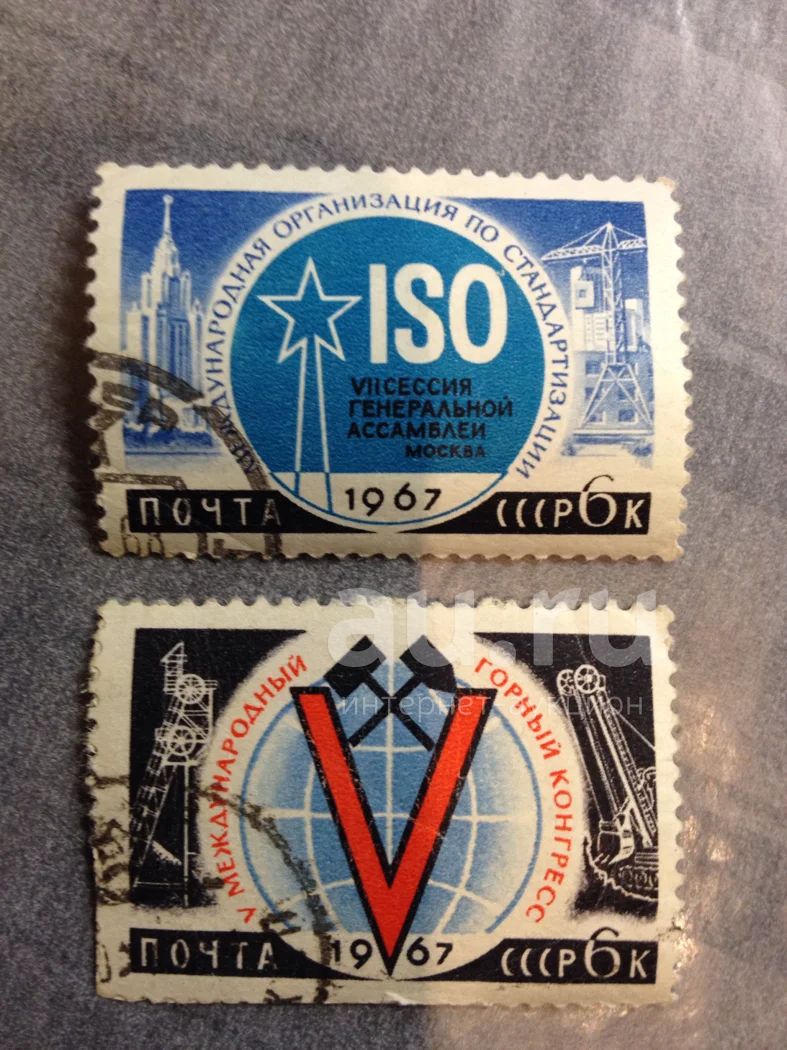 МЕЖДУНАРОДНАЯ ОРГАНИЗАЦИЯ ПО СТАНДАРТИЗАЦИИ
ISO
VII СЕССИЯ
ГЕНЕРАЛЬНОЙ
АССАМБЛЕИ
МОСКВА
ПОЧТА 1967 СССР 6К
au.ru
интернет-аукцион
V МЕЖДУНАРОДНЫЙ ГОРНЫЙ КОНГРЕСС
V
ПОЧТА 1967 СССР 6К